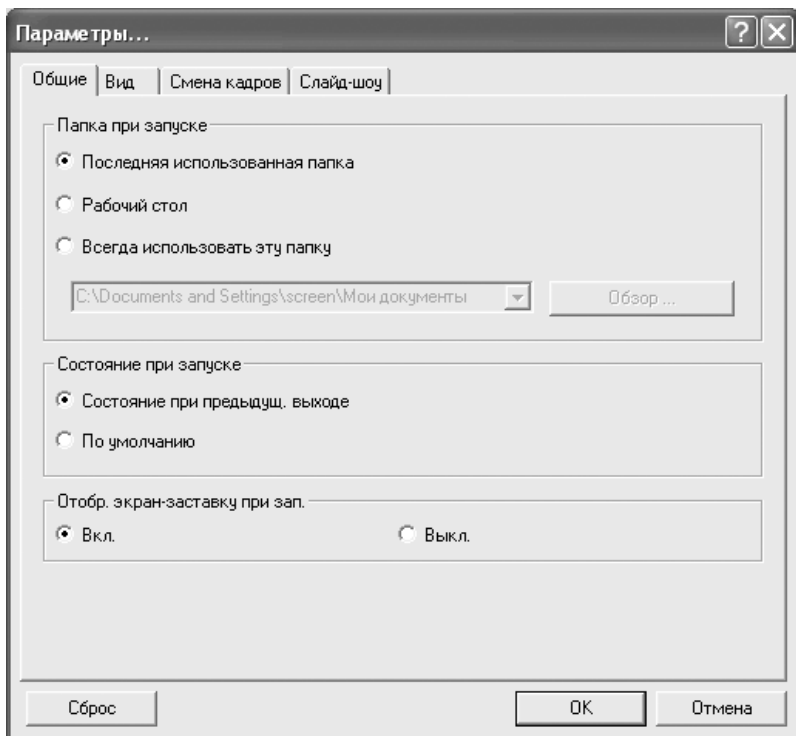 Параметры...
Общие Вид Смена кадров Слайд-шоу
Папка при запуске
Последняя использованная папка
Рабочий стол
Всегда использовать эту папку
C:\Documents and Settings\screen\Мои документы Обзор ...
Состояние при запуске
Состояние при предыдущ. выходе
По умолчанию
Отобр. экран-заставку при зап.
Вкл. Выкл.
Сброс OK Отмена